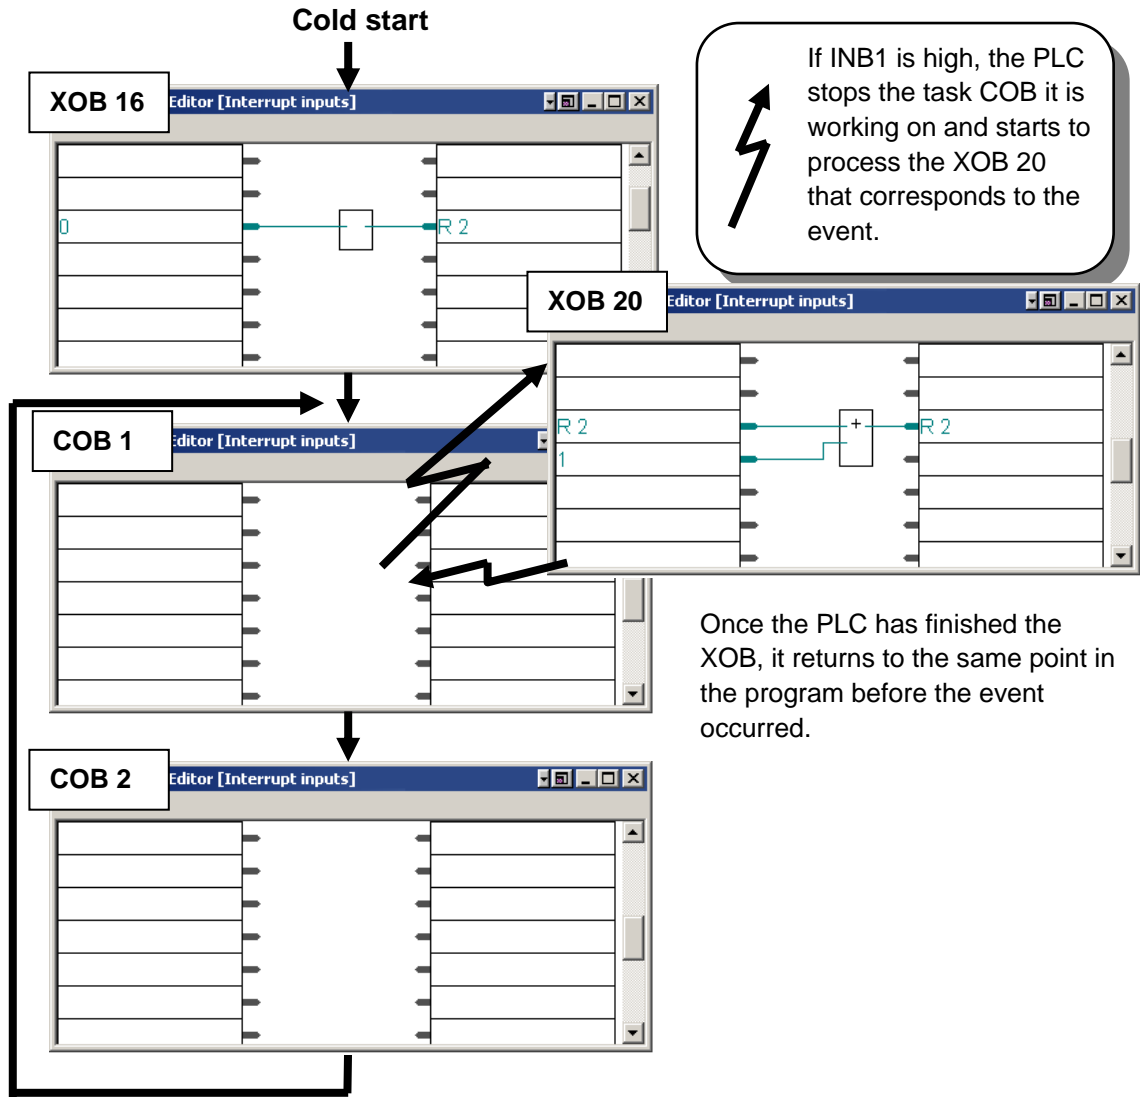 Cold start
If INB1 is high, the PLC
stops the task COB it is
working on and starts to
process the XOB 20
that corresponds to the
event.
XOB 16
Editor [Interrupt inputs]
0
R 2
XOB 20
Editor [Interrupt inputs]
R 2
+
R 2
1
COB 1
Editor [Interrupt inputs]
Once the PLC has finished the
XOB, it returns to the same point in
the program before the event
occurred.
COB 2
Editor [Interrupt inputs]